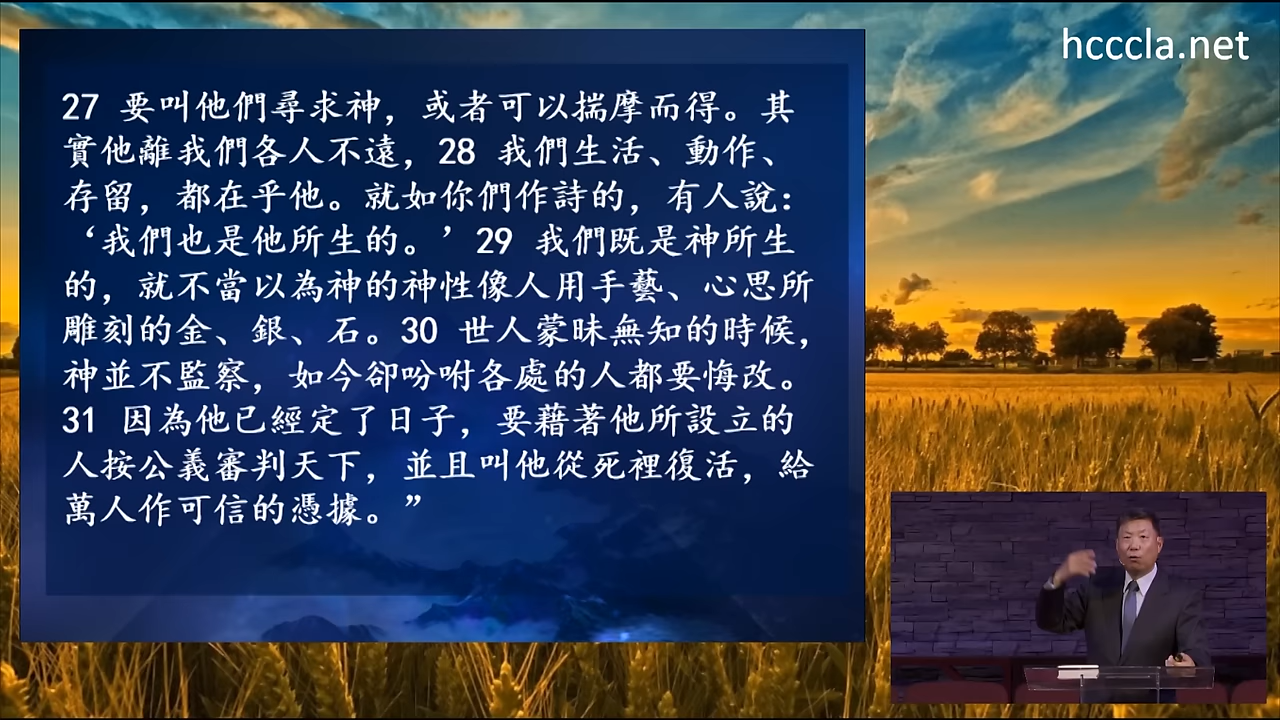 hcccla.net
27 要叫他們尋求神，或者可以揣摩而得。其
實他離我們各人不遠，28 我們生活、動作、
存留，都在乎他。就如你們作詩的，有人說：
‘我們也是他所生的。’29 我們既是神所生
的，就不當以為神的神性像人用手藝、心思所
雕刻的金、銀、石。30 世人蒙昧無知的時候，
神並不監察，如今卻吩咐各處的人都要悔改。
31 因為他已經定了日子，要藉著他所設立的
人按公義審判天下，並且叫他從死裡復活，給
萬人作可信的憑據。”